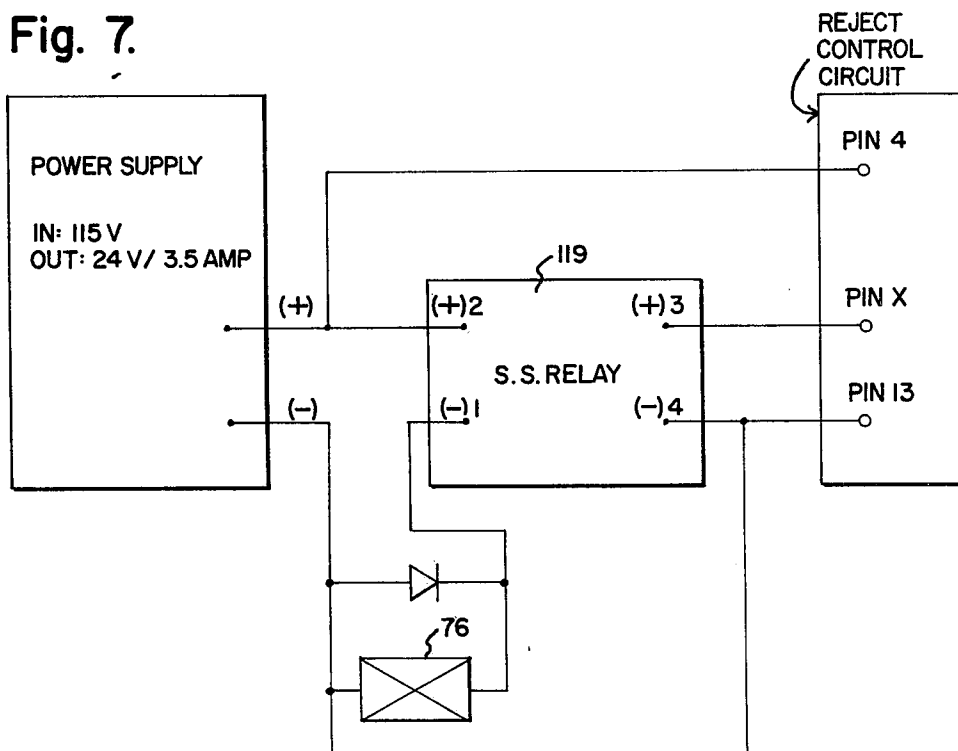 Fig. 7.
REJECT
CONTROL
CIRCUIT
POWER SUPPLY
IN: 115 V
OUT: 24 V/ 3.5 AMP
PIN 4
119
(+)
(+)2
(+)3
PIN X
S. S. RELAY
(-)
(-)1
(-)4
PIN 13
76